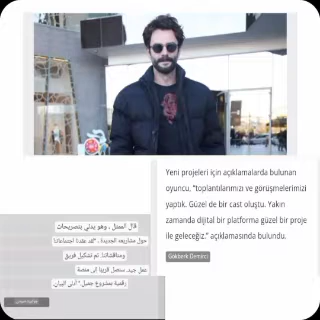 Yeni projeleri için açıklamalarda bulunan
oyuncu, "toplantılarımızı ve görüşmelerimizi
yaptık. Güzel de bir cast oluştu. Yakın
zamanda dijital bir platforma güzel bir proje
ile geleceğiz." açıklamasında bulundu.
Gökberk Demirci
قال الممثل ، وهو يدلي بتصريحات
حول مشاريعه الجديدة ، "لقد عقدنا اجتماعاتنا
ومناقشاتنا. تم تشكيل فريق
عمل جيد. سنصل قريبا إلى منصة
رقمية بمشروع جميل." أدلى البيان.